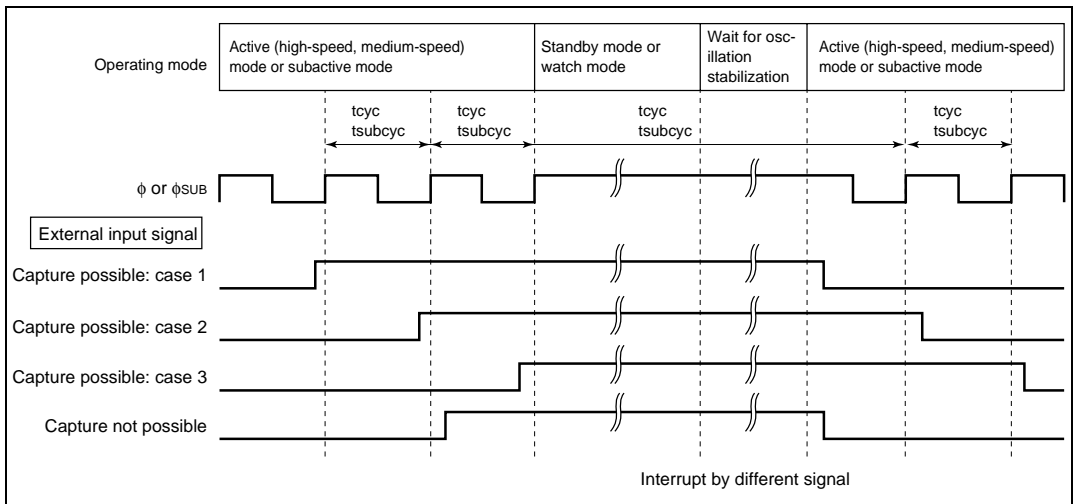 Operating mode
Active (high-speed, medium-speed)
mode or subactive mode
Standby mode or
watch mode
Wait for osc-
illation
stabilization
Active (high-speed, medium-speed)
mode or subactive mode
tcyc
tsubcyc
tcyc
tsubcyc
tcyc
tsubcyc
tcyc
tsubcyc
φ or φSUB
External input signal
Capture possible: case 1
Capture possible: case 2
Capture possible: case 3
Capture not possible
Interrupt by different signal